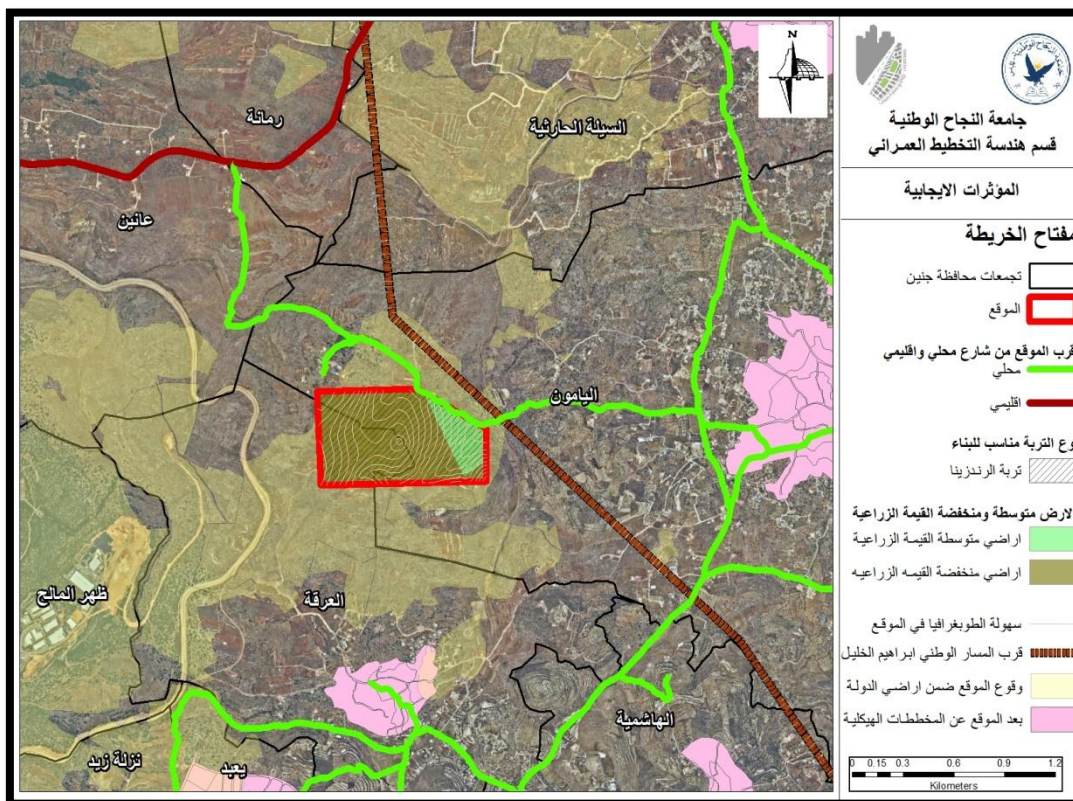 N
رمانة
السيلة الحارثية
عانين
اليامون
ظهر المالح
العرقة
الهاشمية
نزلة زيد
يعبد
جامعة النجاح الوطنية
قسم هندسة التخطيط العمراني
المؤثرات الايجابية
مفتاح الخريطة
تجمعات محافظة جنين
الموقع
قرب الموقع من شارع محلي واقليمي
محلي
اقليمي
وع التربة مناسب للبناء
تربة الرندزينا
لارض متوسطة ومنخفضة القيمة الزراعية
اراضي متوسطة القيمة الزراعية
اراضي منخفضة القيمه الزراعيه
سهولة الطوبغرافيا في الموقع
قرب المسار الوطني ابراهيم الخليل
وقوع الموقع ضمن اراضي الدولة
بعد الموقع عن المخططات الهيكلية
0 0.15 0.3 0.6 0.9 1.2
Kilometers